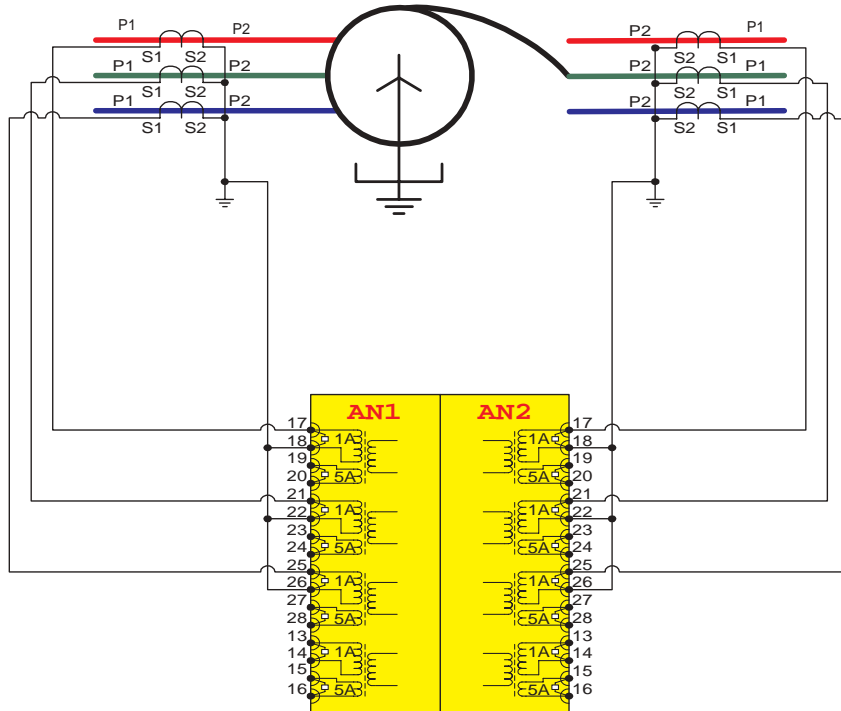 P1 P2 P2 P1
S1 S2 S2 S1
P1 P2 P2 P1
S1 S2 S2 S1
P1 P2 P2 P1
S1 S2 S2 S1
AN1 AN2
17 1A 1A 17
18 18
19 19
20 5A 5A 20
21 21
22 1A 1A 22
23 23
24 5A 5A 24
25 25
26 1A 1A 26
27 27
28 5A 5A 28
13 13
14 1A 1A 14
15 15
16 5A 5A 16